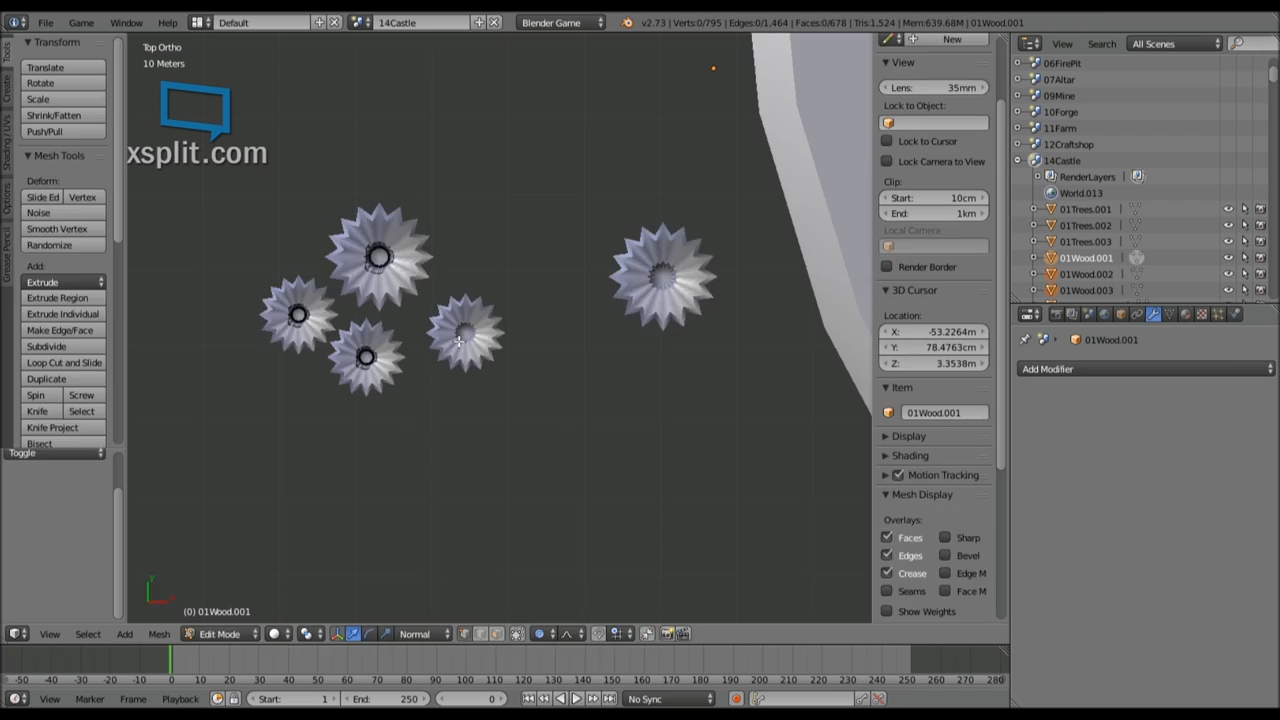 File Game Window Help Default 14Castle Blender Game v2.73 | Verts:0/795 | Edges:0/1,464 | Faces:0/678 | Tris:1,524 | Mem:639.68M | 01Wood.001
Tools
Create
Shading / UVs
Options
Grease Pencil
Transform
Translate
Rotate
Scale
Shrink/Fatten
Push/Pull
Mesh Tools
Deform:
Slide Ed Vertex
Noise
Smooth Vertex
Randomize
Add:
Extrude
Extrude Region
Extrude Individual
Make Edge/Face
Subdivide
Loop Cut and Slide
Duplicate
Spin Screw
Knife Select
Knife Project
Bisect
Toggle
Top Ortho
10 Meters
xsplit.com
(0) 01Wood.001
New
View
Lens: 35mm
Lock to Object:
Lock to Cursor
Lock Camera to View
Clip:
Start: 10cm
End: 1km
Local Camera:
Render Border
3D Cursor
Location:
X: -53.2264m
Y: 78.4763cm
Z: 3.3538m
Item
01Wood.001
Display
Shading
Motion Tracking
Mesh Display
Overlays:
Faces Sharp
Edges Bevel
Crease Edge M
Seams Face M
Show Weights
View Search All Scenes
06FirePit
07Altar
09Mine
10Forge
11Farm
12Craftshop
14Castle
RenderLayers |
World.013
01Trees.001 |
01Trees.002 |
01Trees.003 |
01Wood.001 |
01Wood.002 |
01Wood.003 |
01Wood.001
Add Modifier
View Select Add Mesh Edit Mode Normal
-50 -40 -30 -20 -10 0 10 20 30 40 50 60 70 80 90 100 110 120 130 140 150 160 170 180 190 200 210 220 230 240 250 260 270 280
View Marker Frame Playback Start: 1 End: 250 0 No Sync